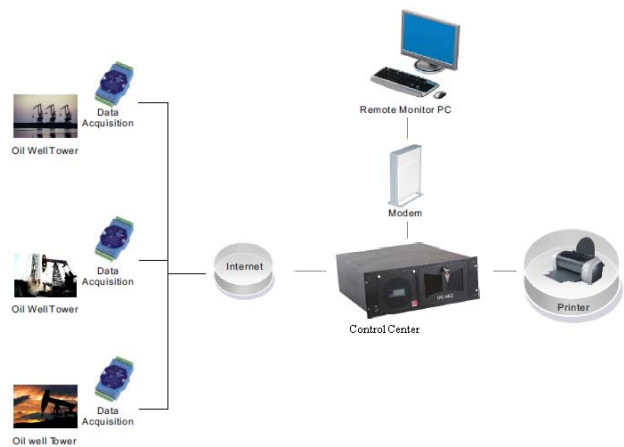 Data
Acquisition
Oil Well Tower
Remote Monitor PC
Modem
Data
Acquisition
Oil Well Tower
Internet
Control Center
Printer
Data
Acquisition
Oil well Tower